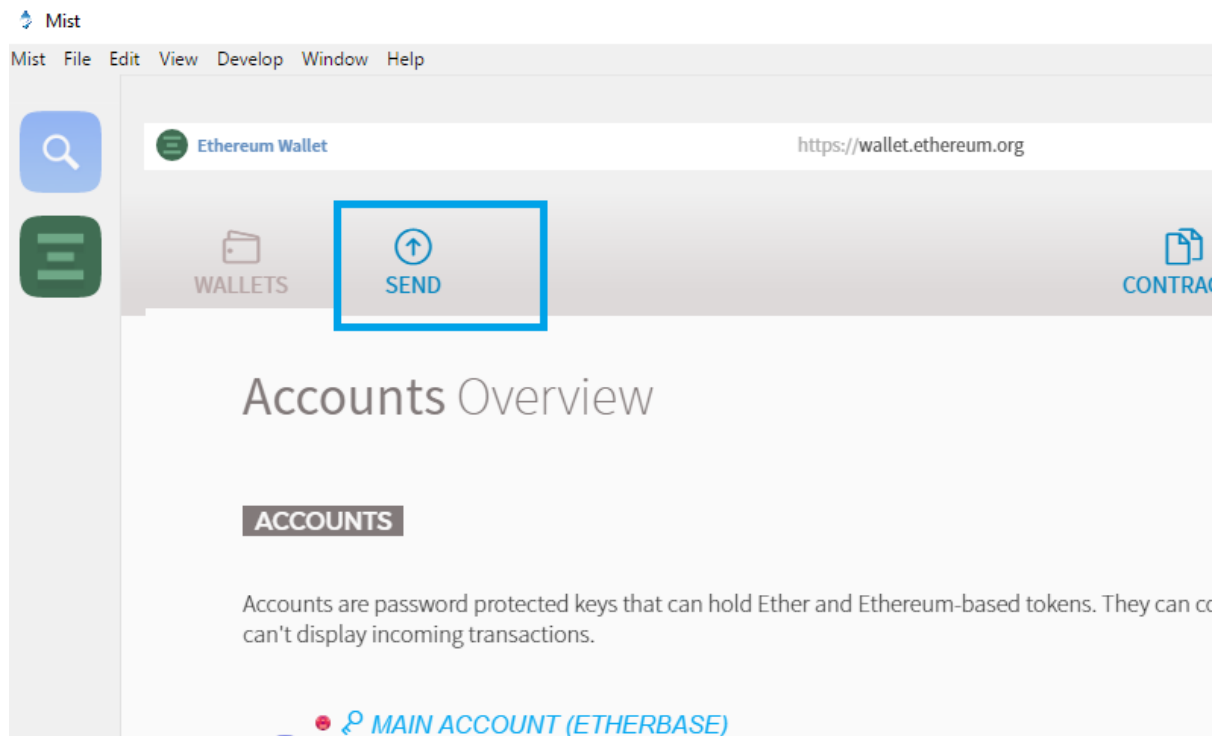 Mist
Mist File Edit View Develop Window Help
Ethereum Wallet https://wallet.ethereum.org
WALLETS SEND
Accounts Overview
ACCOUNTS
Accounts are password protected keys that can hold Ether and Ethereum-based tokens. They can
can't display incoming transactions.
MAIN ACCOUNT (ETHERBASE)